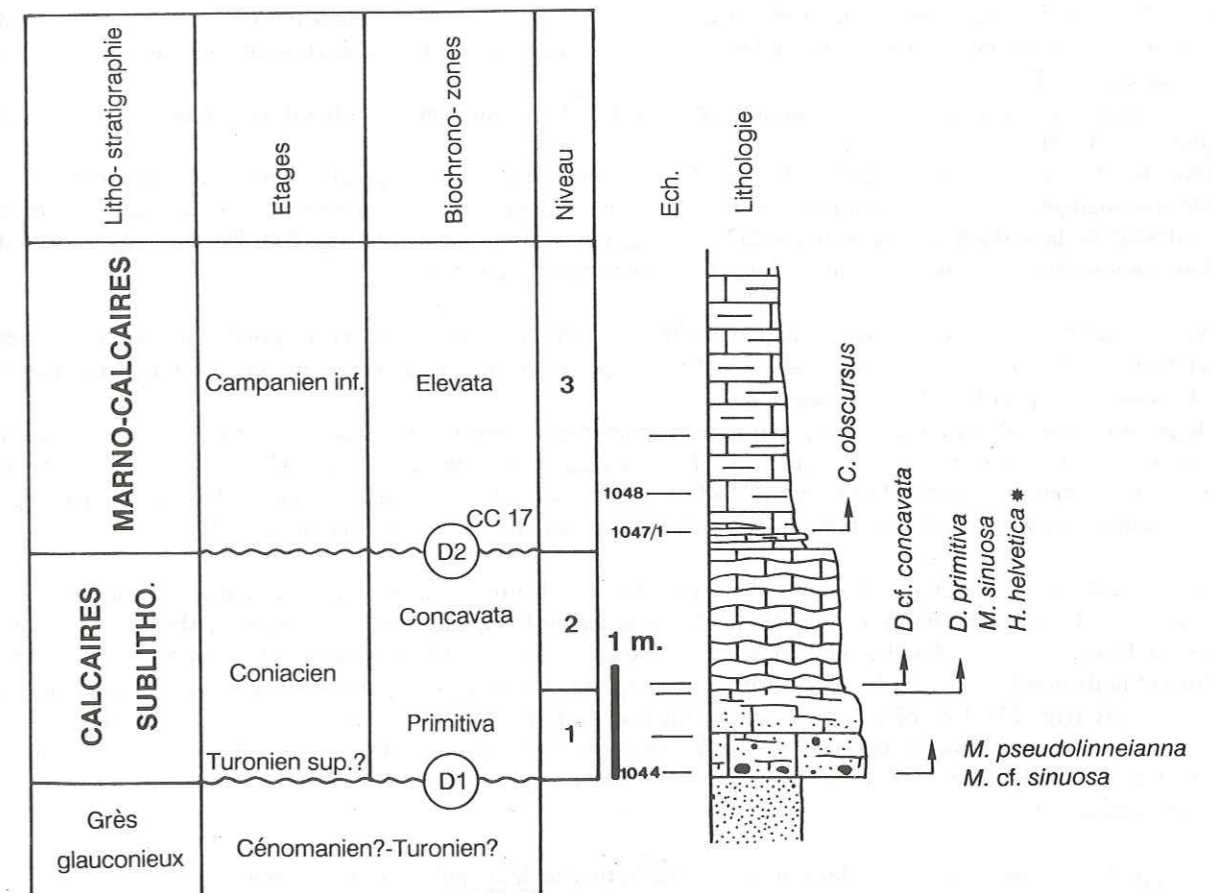 Litho- stratigraphie
Etages
Biochrono- zones
Niveau
Ech.
Lithologie
MARNO-CALCAIRES
Campanien inf.
Elevata
3
CC 17
D2
1048
1047/1
C. obscursus
CALCAIRES
SUBLITHO.
Coniacien
Turonien sup.?
Concavata
Primitiva
2
1
D1
1 m.
1044
D cf. concavata
D. primitiva
M. sinuosa
H. helvetica *
M. pseudolinneianna
M. cf. sinuosa
Grès
glauconieux
Cénomanien?-Turonien?